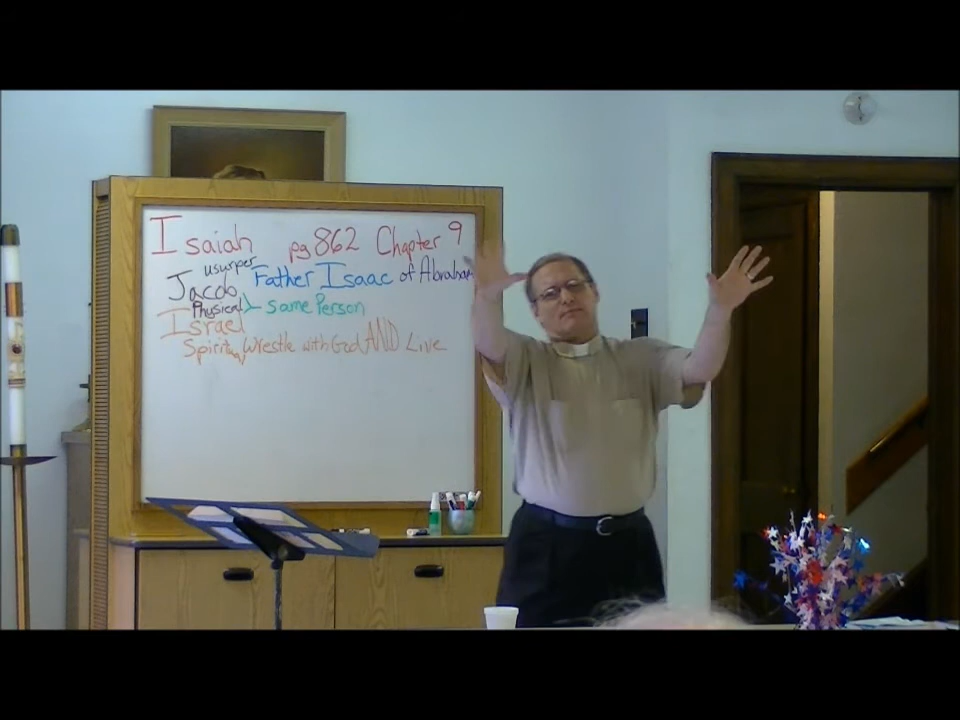 Isaiah pg 862 Chapter 9
usurper
Jacob Father Isaac of Abraham
Physical same Person
Israel
Spiritual Wrestle with God AND Live